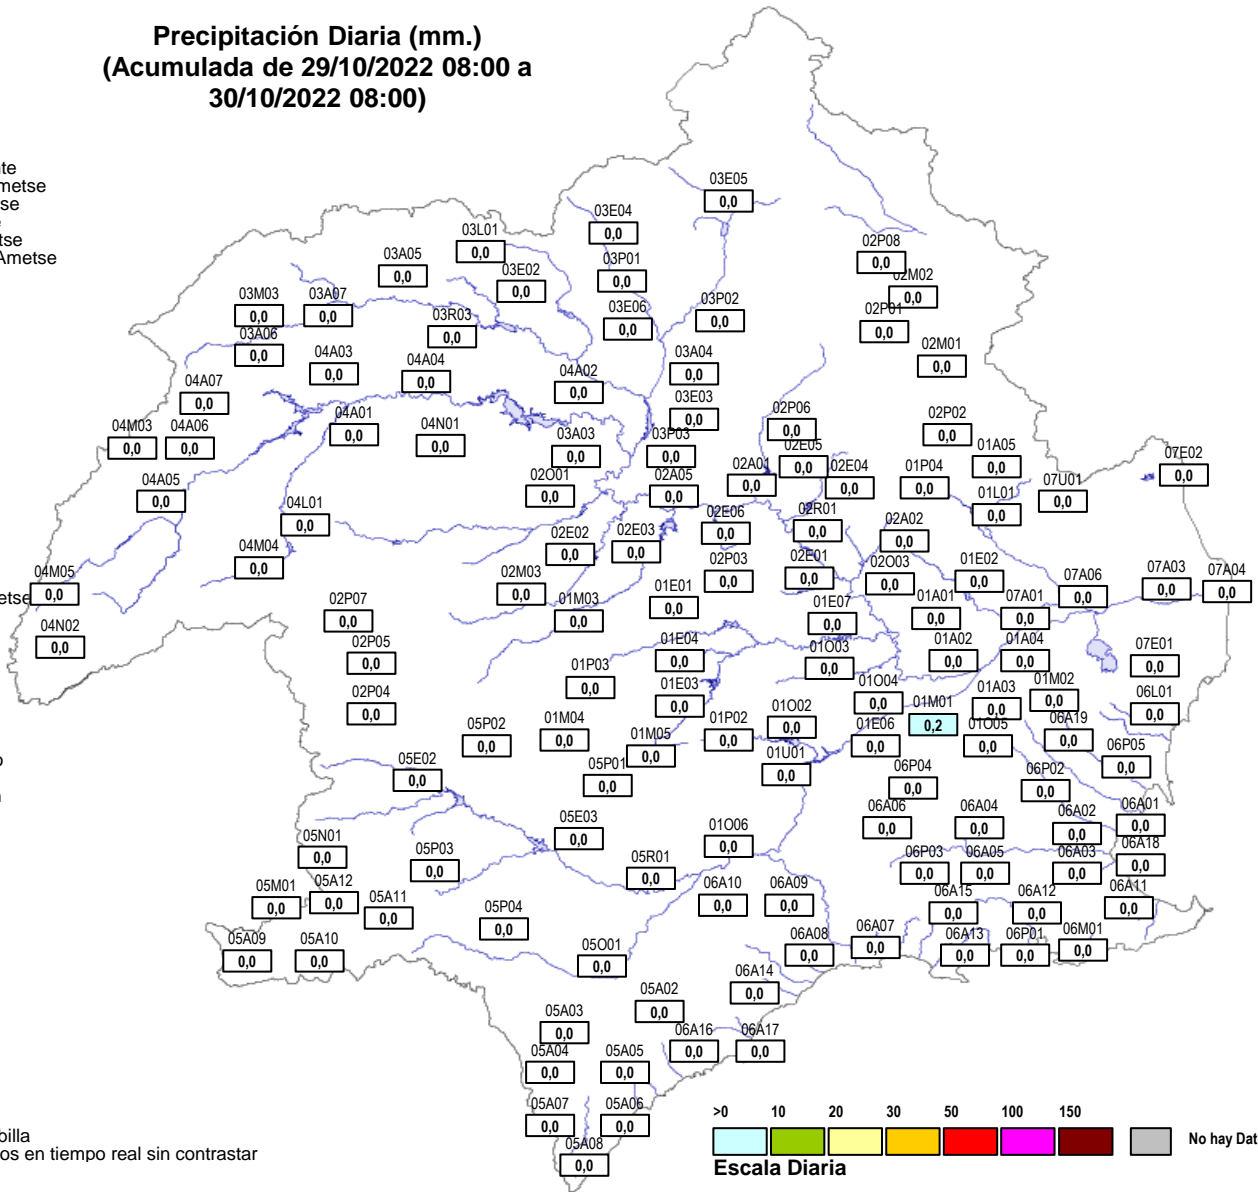 Precipitación Diaria (mm.)
(Acumulada de 29/10/2022 08:00 a
30/10/2022 08:00)
nte
metse
tse
e
tse
Ametse
etse
o
n
billa
os en tiempo real sin contrastar
03E05
0,0
03E04
0,0
03L01
0,0
02P08
0,0
03A05
0,0
03P01
0,0
03E02
0,0
02M02
0,0
03M03
0,0
03A07
0,0
03P02
0,0
03E06
0,0
02P01
0,0
03R03
0,0
03A06
0,0
02M01
0,0
04A03
0,0
03A04
0,0
04A04
0,0
04A02
0,0
04A07
0,0
03E03
0,0
02P06
0,0
04A01
0,0
02P02
0,0
04M03
0,0
04A06
0,0
04N01
0,0
03A03
0,0
03P03
0,0
02E05
0,0
01A05
0,0
07E02
0,0
02A01
0,0
02E04
0,0
01P04
0,0
04A05
0,0
02O01
0,0
02A05
0,0
07U01
0,0
01L01
0,0
04L01
0,0
02R01
0,0
02E06
0,0
02A02
0,0
02E02
0,0
02E03
0,0
04M04
0,0
02P03
0,0
02E01
0,0
02O03
0,0
01E02
0,0
04M05
0,0
02M03
0,0
07A06
0,0
07A03
0,0
07A04
0,0
01M03
0,0
01E01
0,0
02P07
0,0
01E07
0,0
01A01
0,0
07A01
0,0
04N02
0,0
02P05
0,0
01E04
0,0
01O03
0,0
01A02
0,0
01A04
0,0
07E01
0,0
01P03
0,0
02P04
0,0
01E03
0,0
01O04
0,0
01M01
0,2
01A03
0,0
01M02
0,0
06L01
0,0
05P02
0,0
01M04
0,0
01P02
0,0
01O02
0,0
01E06
0,0
01O05
0,0
06A19
0,0
01M05
0,0
05E02
0,0
05P01
0,0
01U01
0,0
06P04
0,0
06P02
0,0
06P05
0,0
05E03
0,0
01O06
0,0
06A06
0,0
06A04
0,0
06A02
0,0
06A01
0,0
05N01
0,0
05P03
0,0
05R01
0,0
06P03
0,0
06A05
0,0
06A03
0,0
06A18
0,0
05M01
0,0
05A12
0,0
05A11
0,0
06A10
0,0
06A09
0,0
06A15
0,0
06A12
0,0
06A11
0,0
05P04
0,0
05A09
0,0
05A10
0,0
05O01
0,0
06A08
0,0
06A07
0,0
06A13
0,0
06P01
0,0
06M01
0,0
06A14
0,0
05A02
0,0
05A03
0,0
06A16
0,0
06A17
0,0
05A04
0,0
05A05
0,0
05A07
0,0
05A06
0,0
05A08
0,0
>0 10 20 30 50 100 150
No hay Dat
Escala Diaria